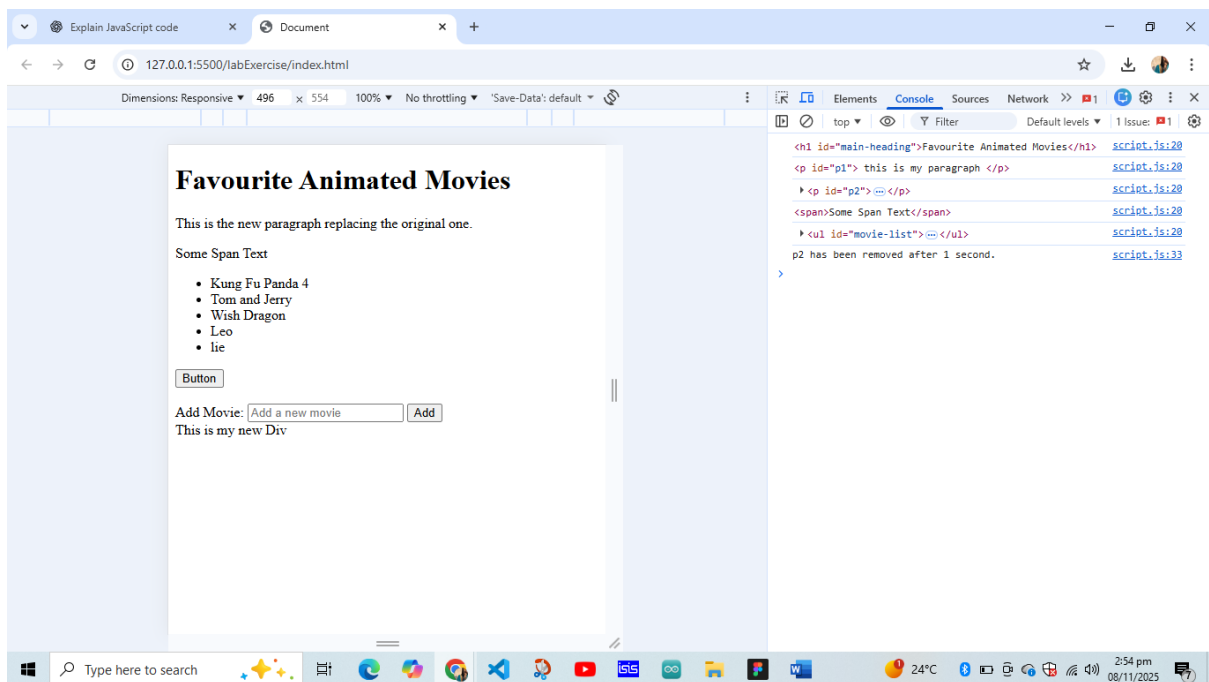 Explain JavaScript code
Document
127.0.0.1:5500/labExercise/index.html
Dimensions: Responsive ▼ 496 x 554 100% ▼ No throttling ▼ 'Save-Data': default ▼
Elements Console Sources Network 1
top ▼ Filter Default levels ▼ 1 Issue: 1
Favourite Animated Movies
This is the new paragraph replacing the original one.
Some Span Text
• Kung Fu Panda 4
• Tom and Jerry
• Wish Dragon
• Leo
• lie
Button
Add Movie: Add a new movie Add
This is my new Div
<h1 id="main-heading">Favourite Animated Movies</h1> script.js:20
<p id="p1"> this is my paragraph </p> script.js:20
<p id="p2">…</p> script.js:20
<span>Some Span Text</span> script.js:20
<ul id="movie-list">…</ul> script.js:20
p2 has been removed after 1 second. script.js:33
Type here to search
isis
24°C
2:54 pm
08/11/2025
7